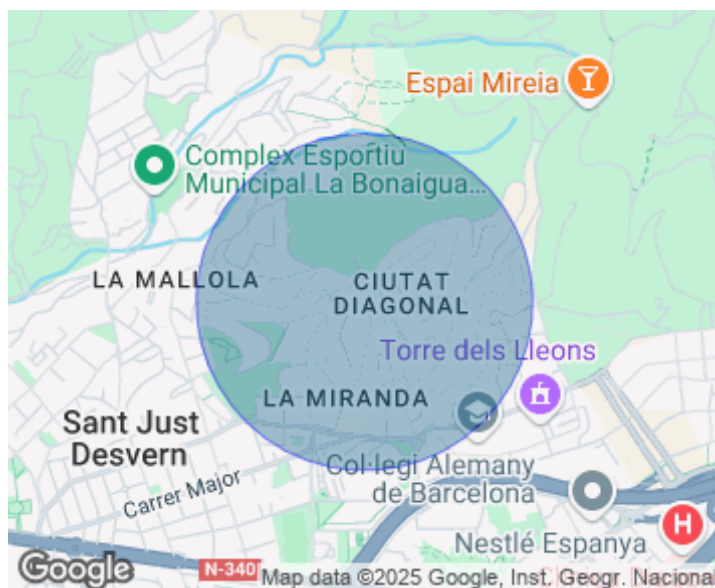 Espai Mireia
Complex Esportiu
Municipal La Bonaigua...
LA MALLOLA
CIUTAT
DIAGONAL
Torre dels Lleons
LA MIRANDA
Sant Just
Desvern
Col·legi Alemany
de Barcelona
Carrer Major
Nestlé Espanya
H
Google
N-340
Map data ©2025 Google, Inst. Geogr. Nacional